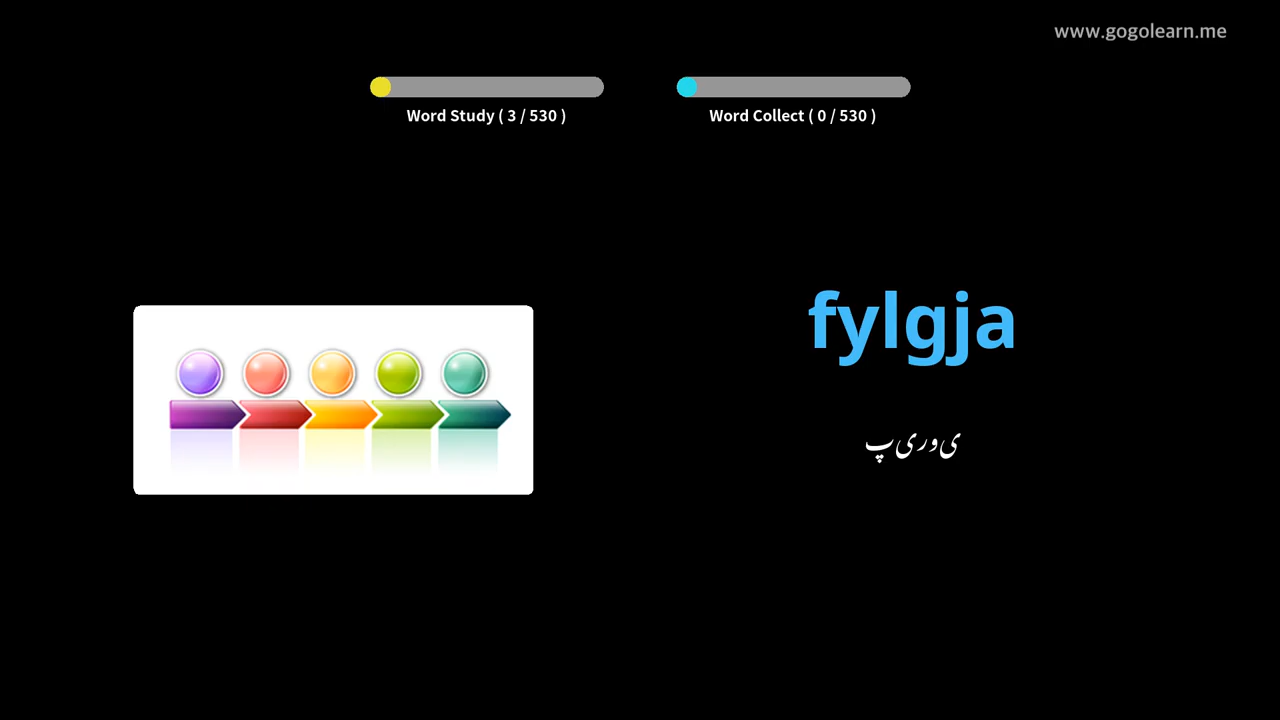 www.gogolearn.me
Word Study ( 3 / 530 )
Word Collect ( 0 / 530 )
fylgja
پیروی